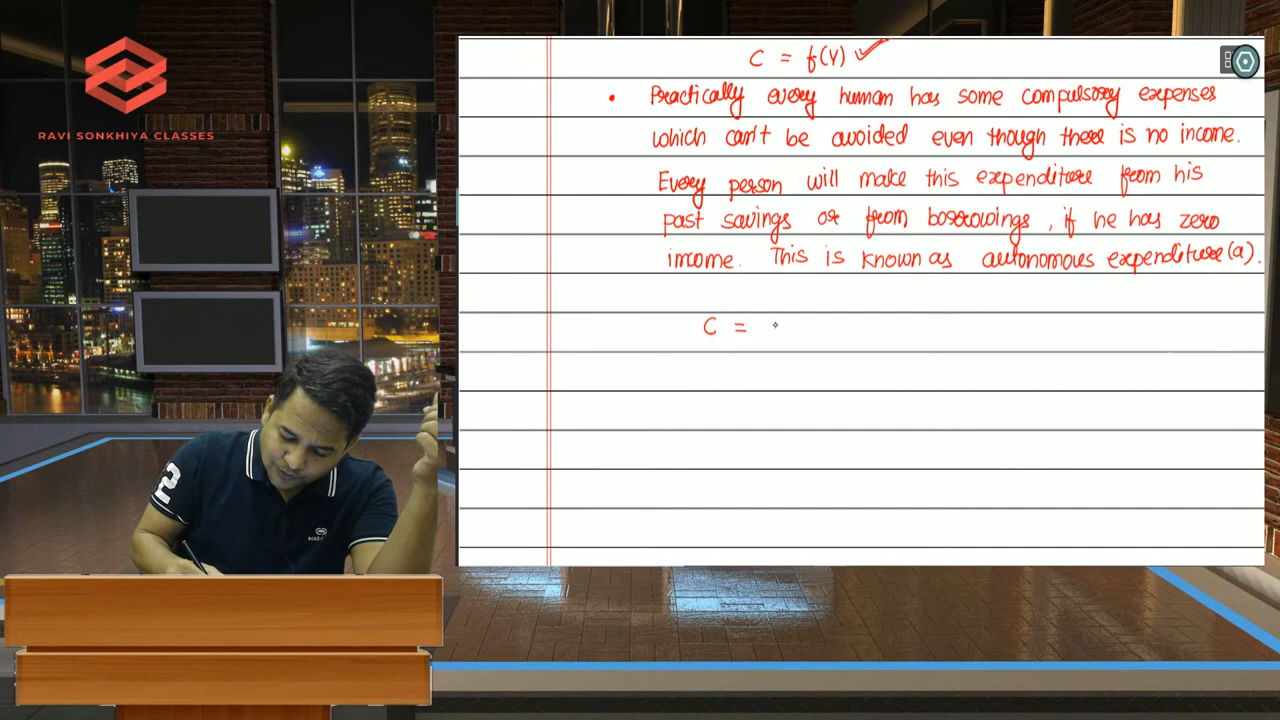 RAVI SONKHIYA CLASSES
C = f(Y) ✓
• Practically every human has some compulsory expenses
which can't be avoided even though there is no income.
Every person will make this expenditure from his
past savings or from borrowings, if he has zero
income. This is known as autonomous expenditure (a).
C =
2